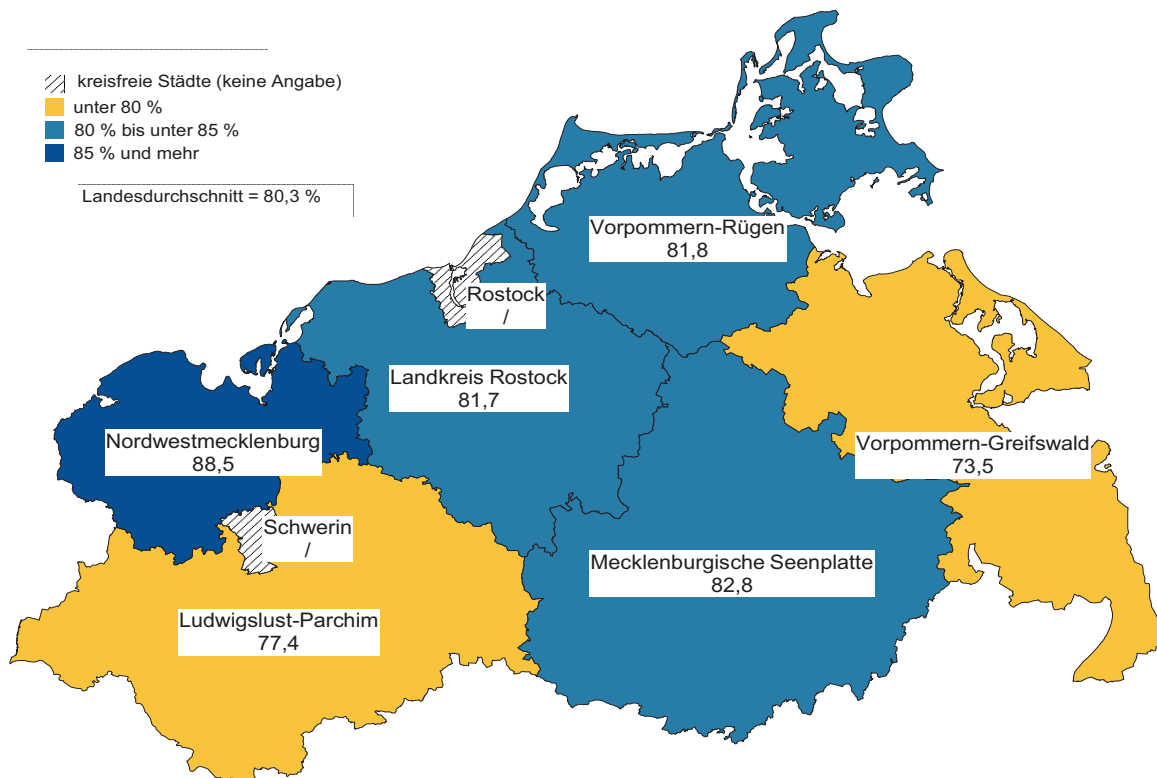 kreisfreie Städte (keine Angabe)
unter 80 %
80 % bis unter 85 %
85 % und mehr
Landesdurchschnitt = 80,3 %
Vorpommern-Rügen
81,8
Rostock
/
Landkreis Rostock
81,7
Nordwestmecklenburg
88,5
Vorpommern-Greifswald
73,5
Schwerin
/
Mecklenburgische Seenplatte
82,8
Ludwigslust-Parchim
77,4